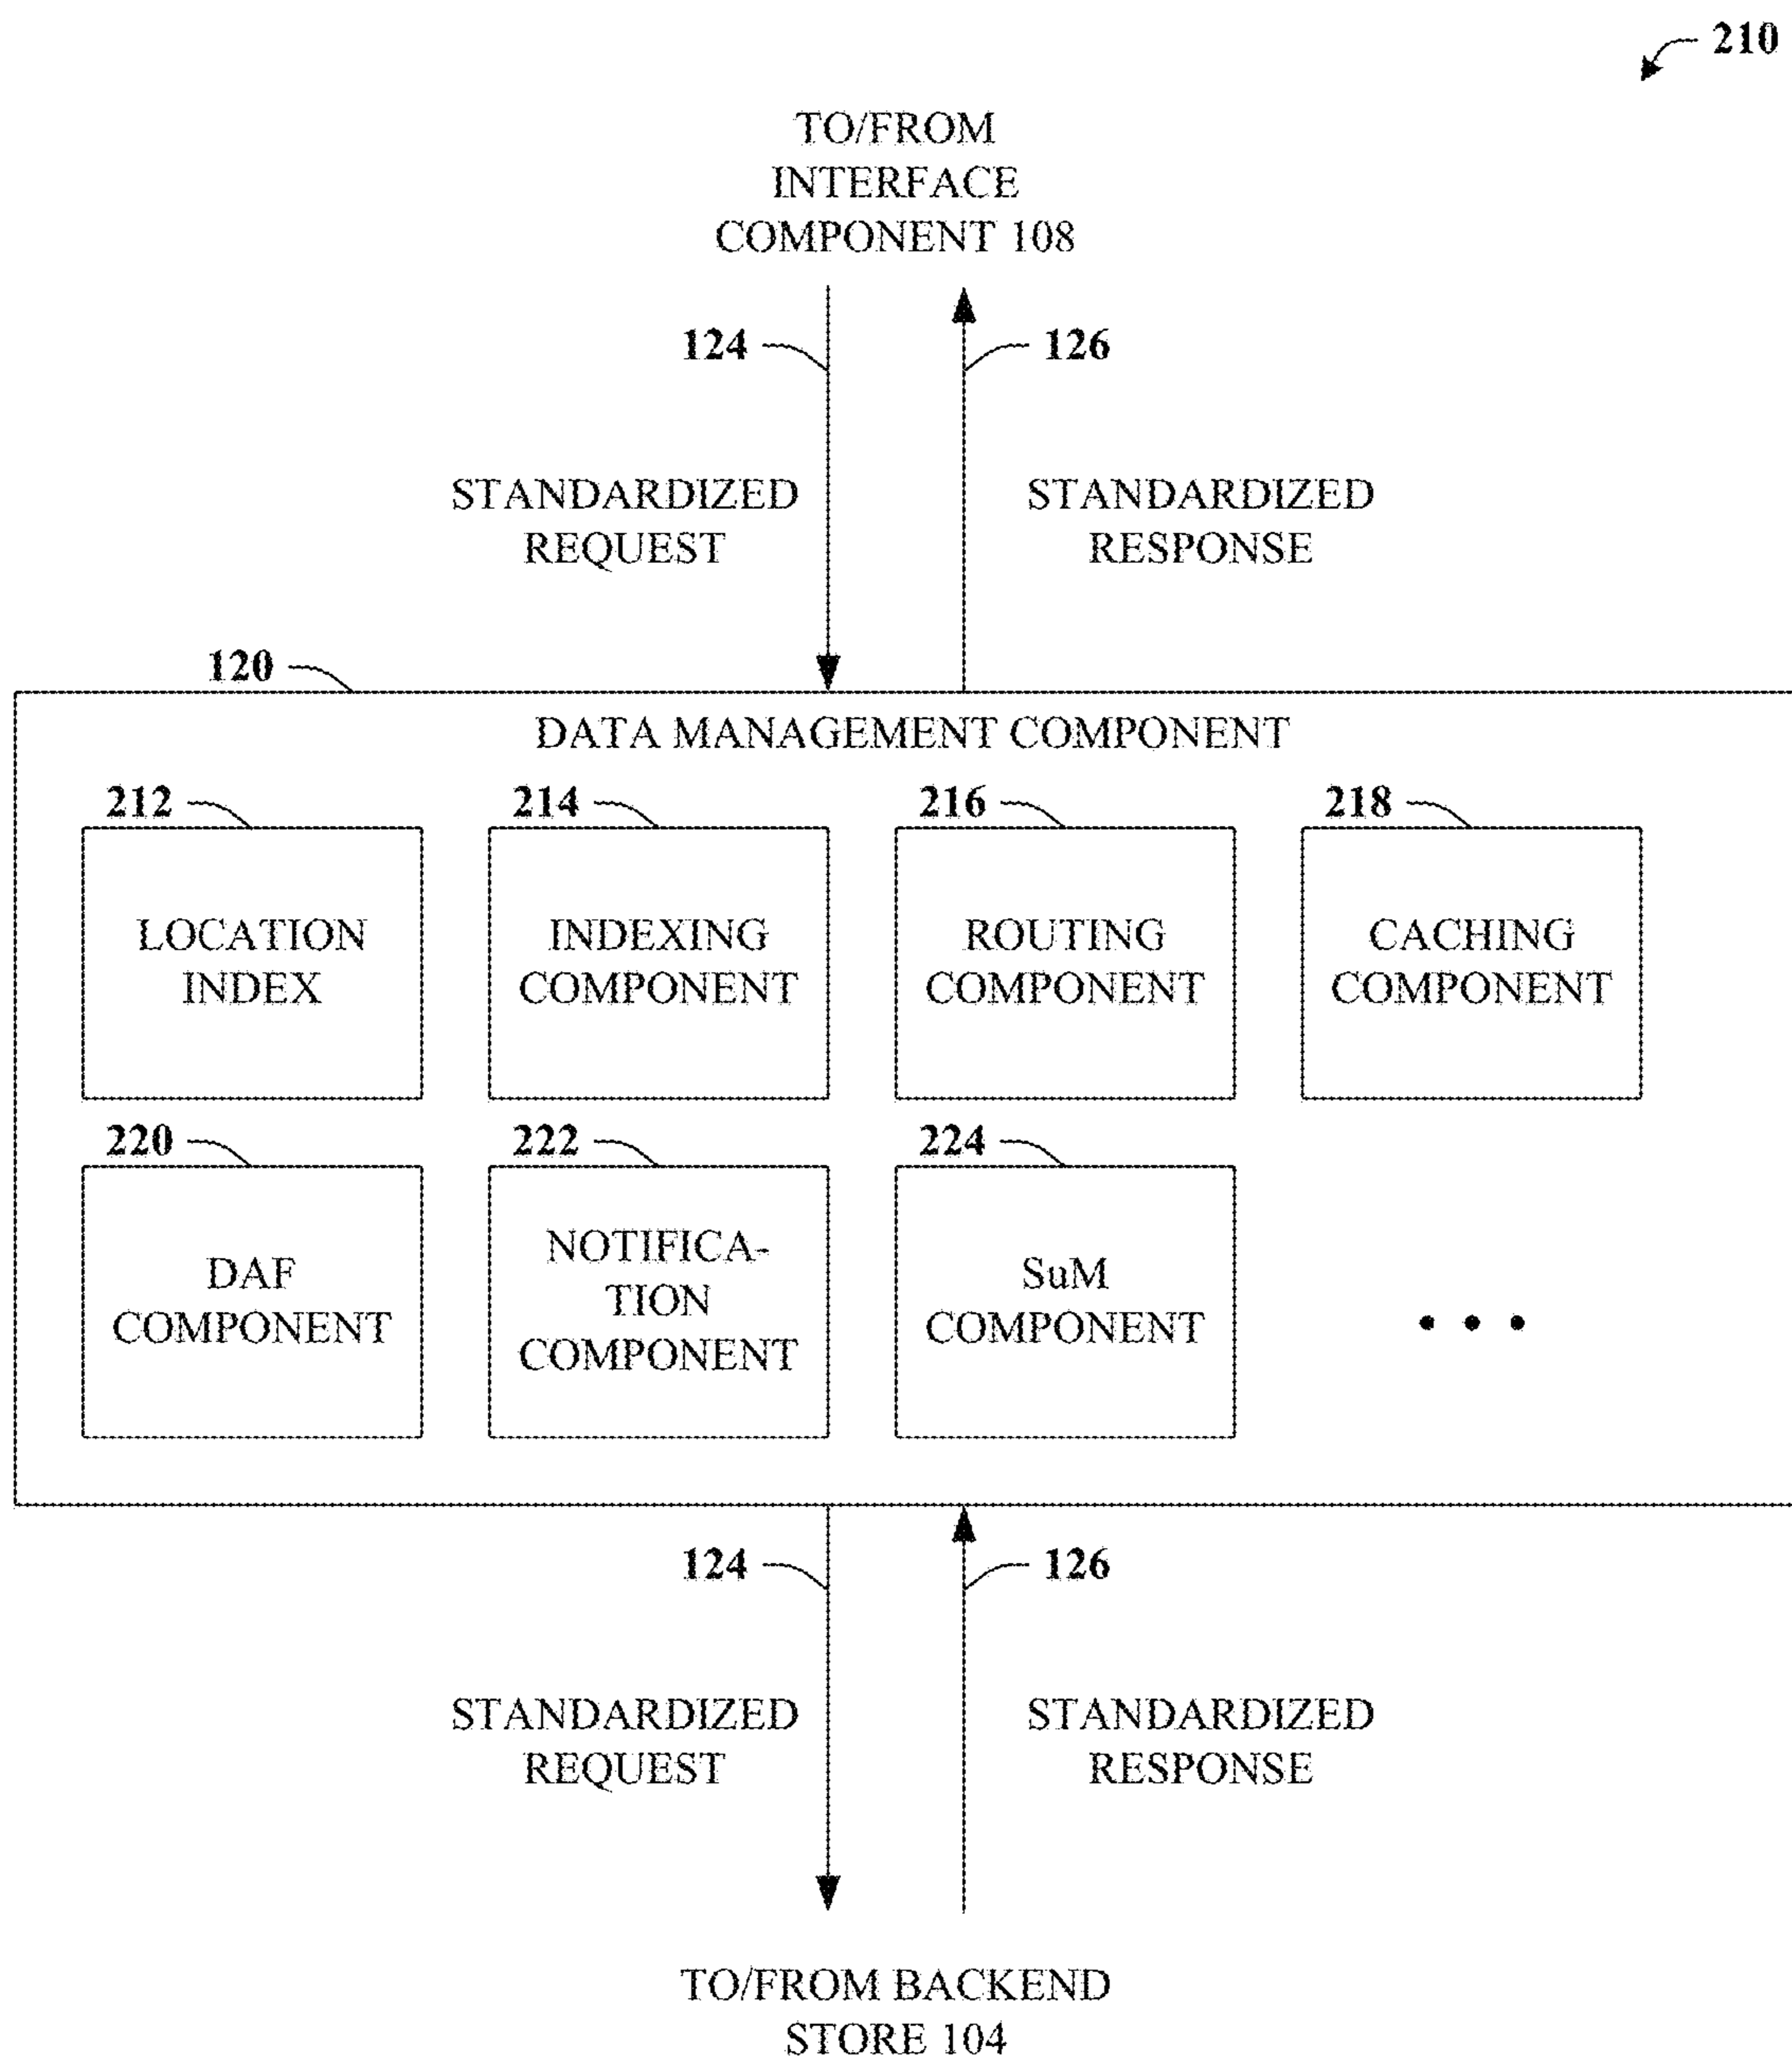 210
TO/FROM
INTERFACE
COMPONENT 108
124
126
STANDARDIZED
REQUEST
STANDARDIZED
RESPONSE
120
DATA MANAGEMENT COMPONENT
212
214
216
218
LOCATION
INDEX
INDEXING
COMPONENT
ROUTING
COMPONENT
CACHING
COMPONENT
220
222
224
DAF
COMPONENT
NOTIFICA-
TION
COMPONENT
SuM
COMPONENT
• • •
124
126
STANDARDIZED
REQUEST
STANDARDIZED
RESPONSE
TO/FROM BACKEND
STORE 104